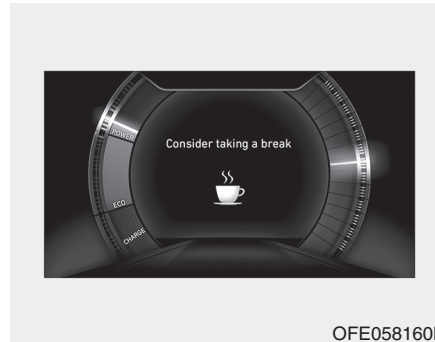 Consider taking a break
POWER
ECO
CHARGE
OFE058160